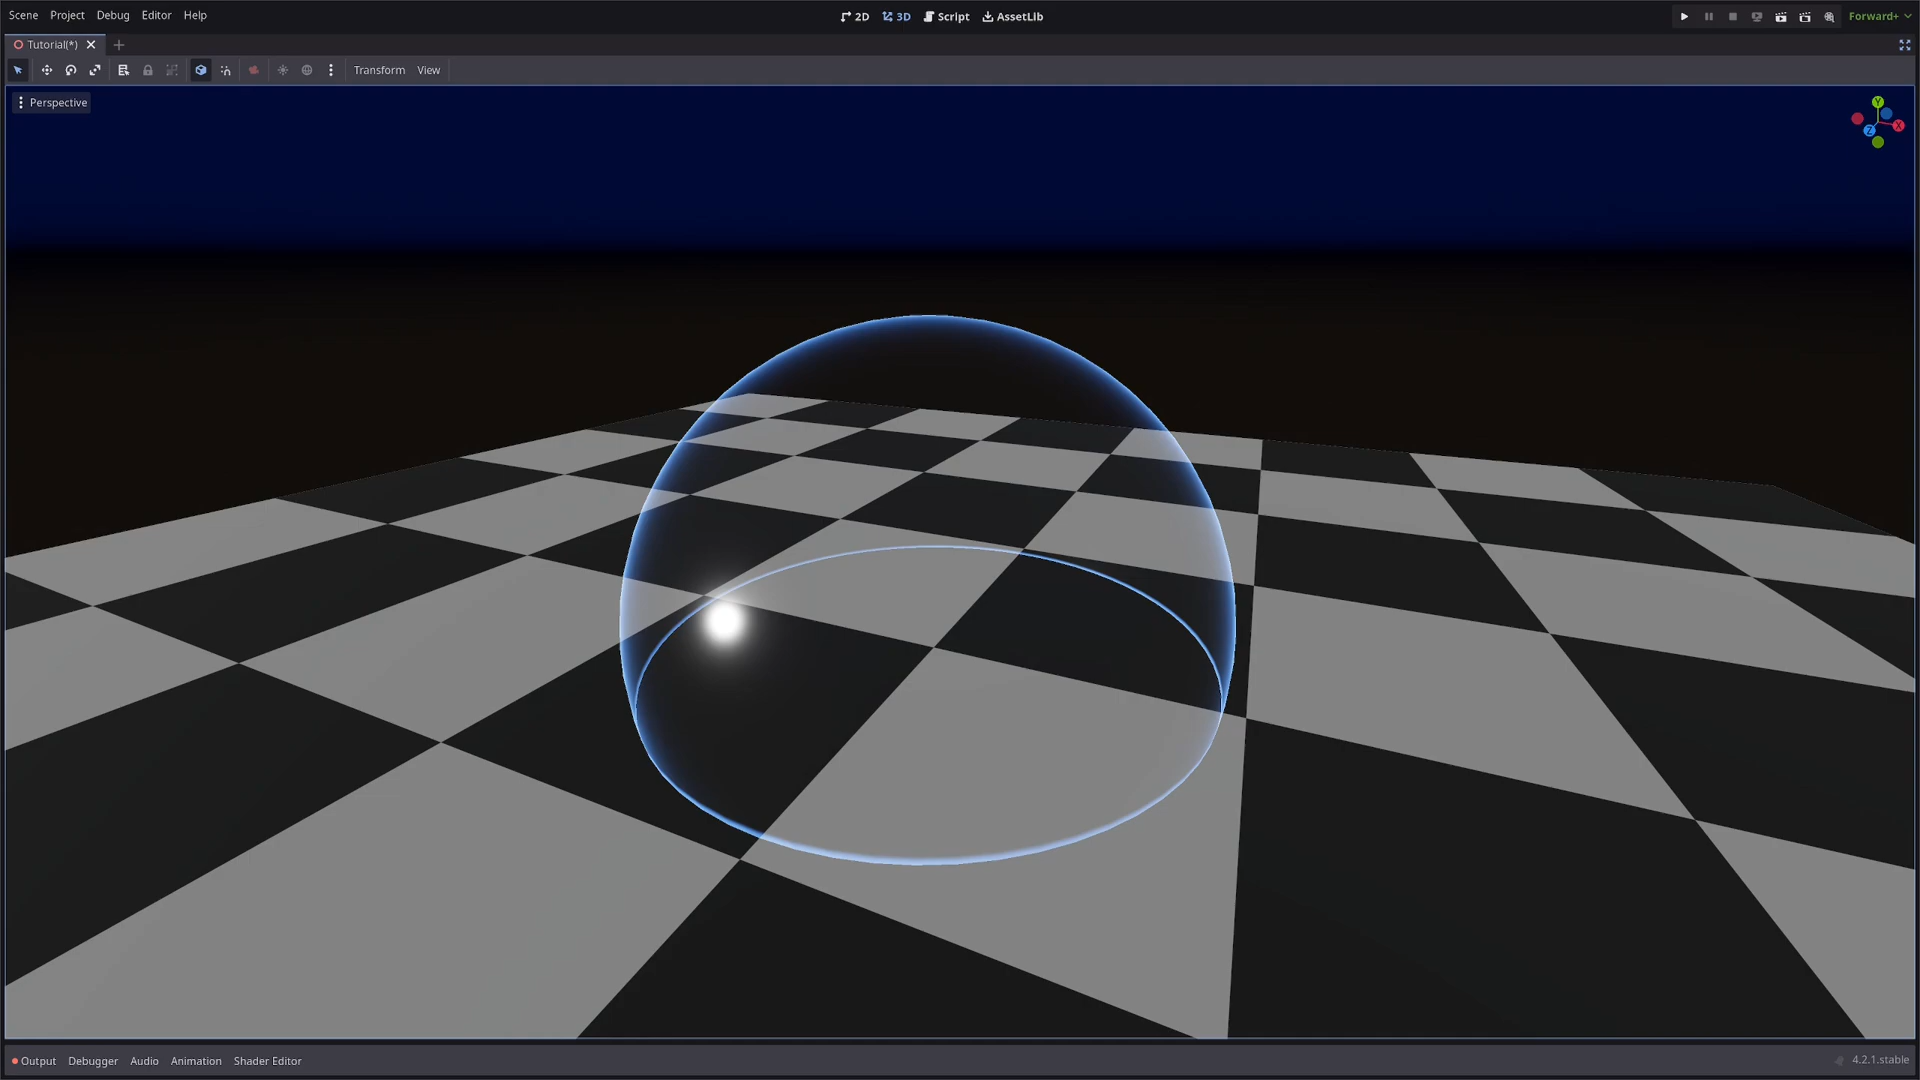 Scene Project Debug Editor Help
2D 3D Script AssetLib
Forward+
Tutorial(*)
Transform View
Perspective
Y
X
Z
Output Debugger Audio Animation Shader Editor
4.2.1.stable